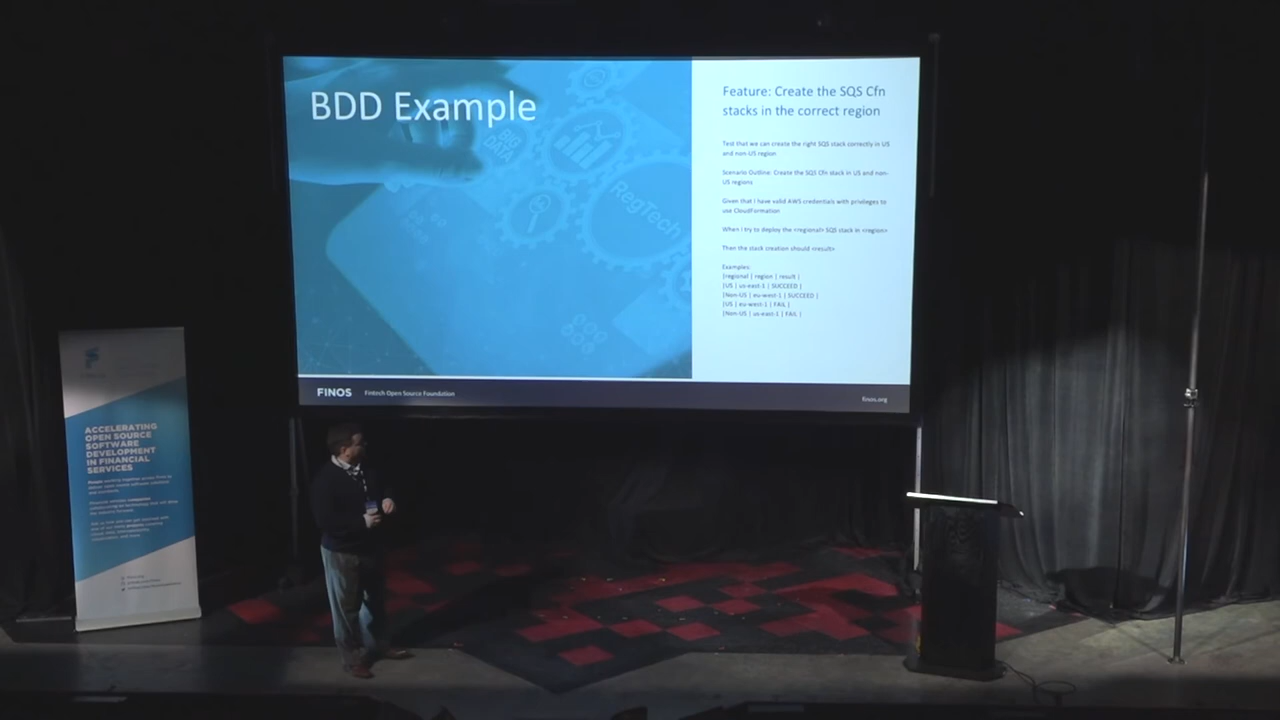 BDD Example
BIG
DATA
RegTech
Feature: Create the SQS Cfn
stacks in the correct region
Test that we can create the right SQS stack correctly in US
and non-US region
Scenario Outline: Create the SQS Cfn stack in US and non-
US regions
Given that I have valid AWS credentials with privileges to
use CloudFormation
When I try to deploy the <regional> SQS stack in <region>
Then the stack creation should <result>
Examples:
|regional | region | result |
|US | us-east-1 | SUCCEED |
|Non-US | eu-west-1 | SUCCEED |
|US | eu-west-1 | FAIL |
|Non-US | us-east-1 | FAIL |
FINOS Fintech Open Source Foundation
finos.org
ACCELERATING
OPEN SOURCE
SOFTWARE
DEVELOPMENT
IN FINANCIAL
SERVICES